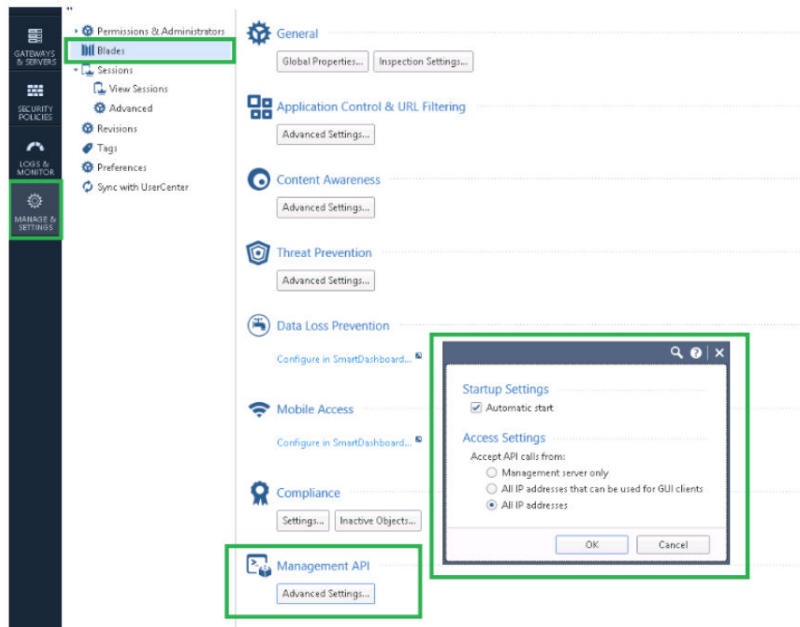 GATEWAYS
& SERVERS
SECURITY
POLICIES
LOGS &
MONITOR
MANAGE &
SETTINGS
Permissions & Administrators
Blades
Sessions
View Sessions
Advanced
Revisions
Tags
Preferences
Sync with UserCenter
General
Global Properties... Inspection Settings...
Application Control & URL Filtering
Advanced Settings...
Content Awareness
Advanced Settings...
Threat Prevention
Advanced Settings...
Data Loss Prevention
Configure in SmartDashboard...
Mobile Access
Configure in SmartDashboard...
Compliance
Settings... Inactive Objects...
Management API
Advanced Settings...
Startup Settings
Automatic start
Access Settings
Accept API calls from:
Management server only
All IP addresses that can be used for GUI clients
All IP addresses
OK Cancel